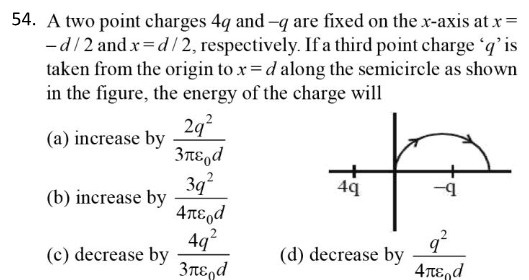 54. A two point charges 4q and –q are fixed on the x-axis at x =
– d / 2 and x = d / 2, respectively. If a third point charge ‘q’ is
taken from the origin to x = d along the semicircle as shown
in the figure, the energy of the charge will
(a) increase by 2q²/3πε₀d
(b) increase by 3q²/4πε₀d
4q –q
(c) decrease by 4q²/3πε₀d (d) decrease by q²/4πε₀d